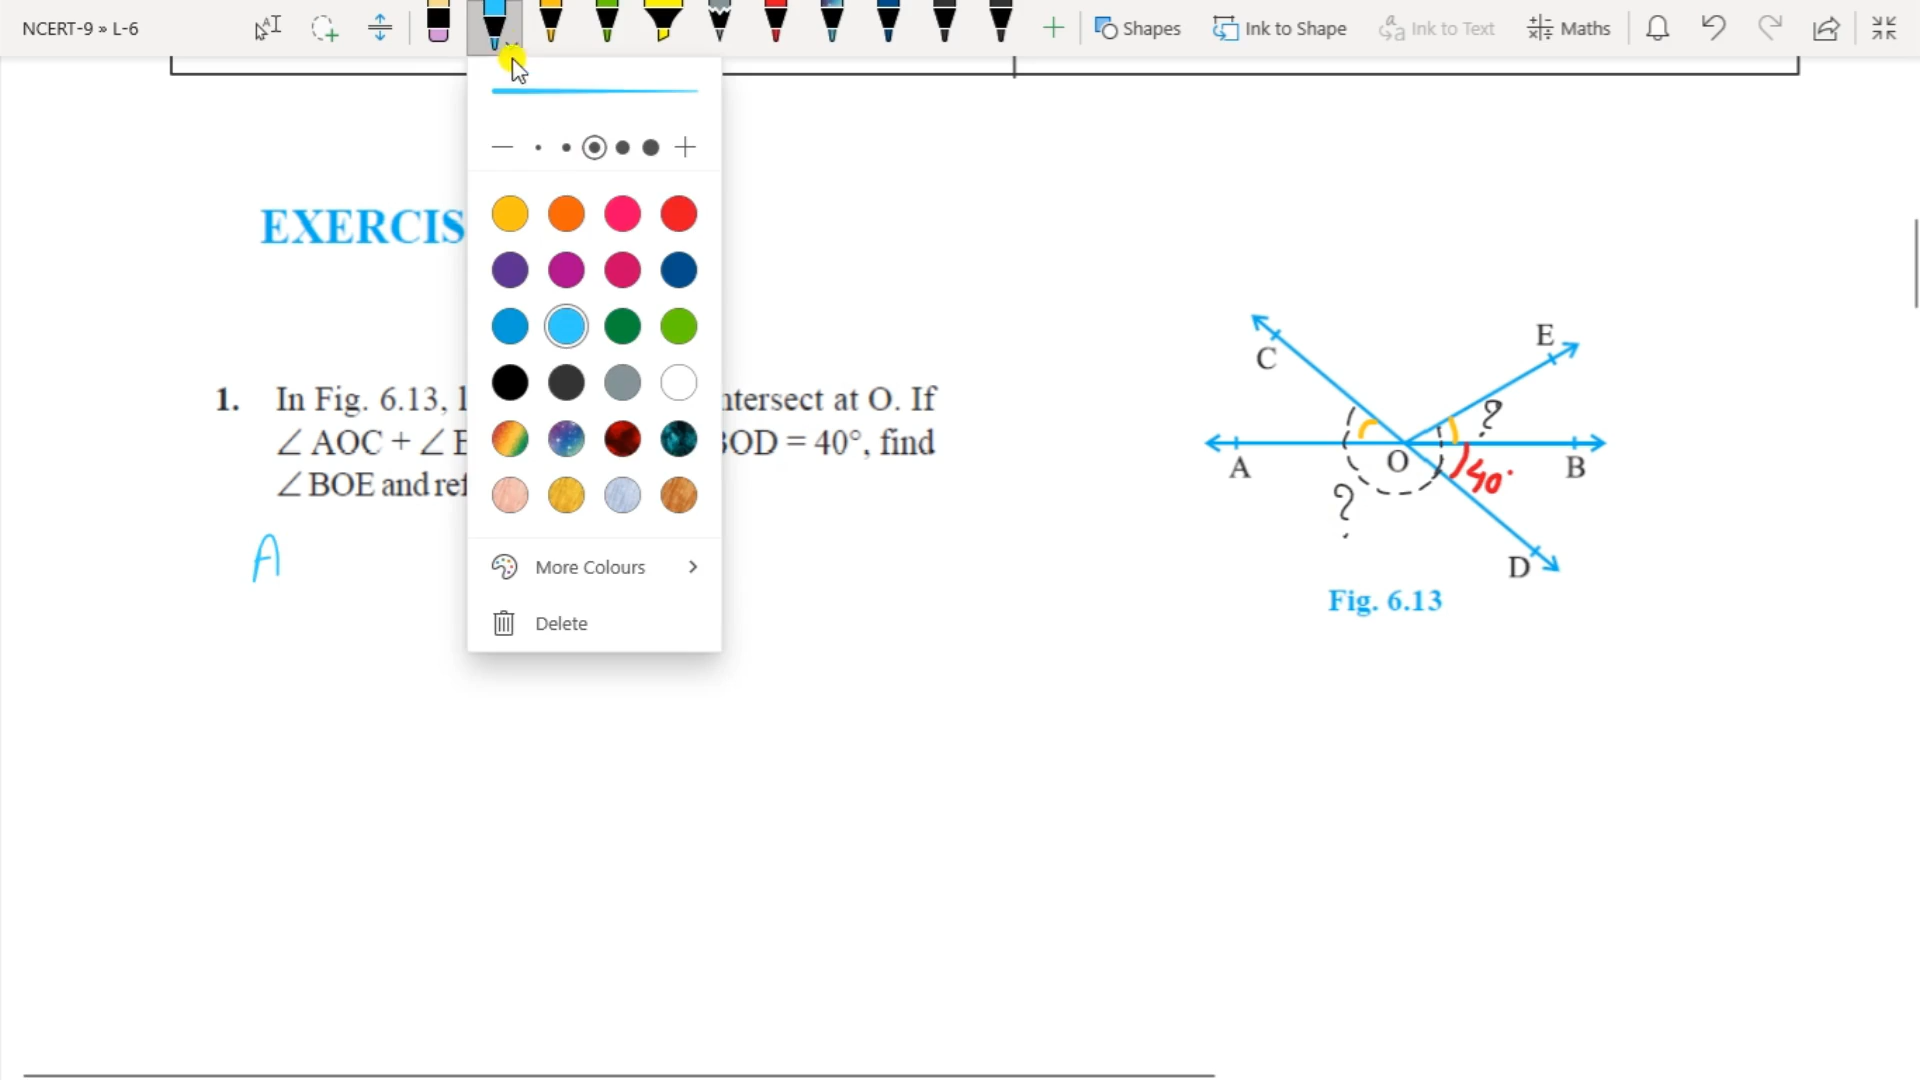 NCERT-9 » L-6
Shapes
Ink to Shape
Ink to Text
Maths
EXERCIS
1. In Fig. 6.13, l ntersect at O. If
∠ AOC + ∠ E BOD = 40°, find
∠ BOE and ref
A
More Colours
Delete
C
E
?
A
O
B
40°
?
D
Fig. 6.13